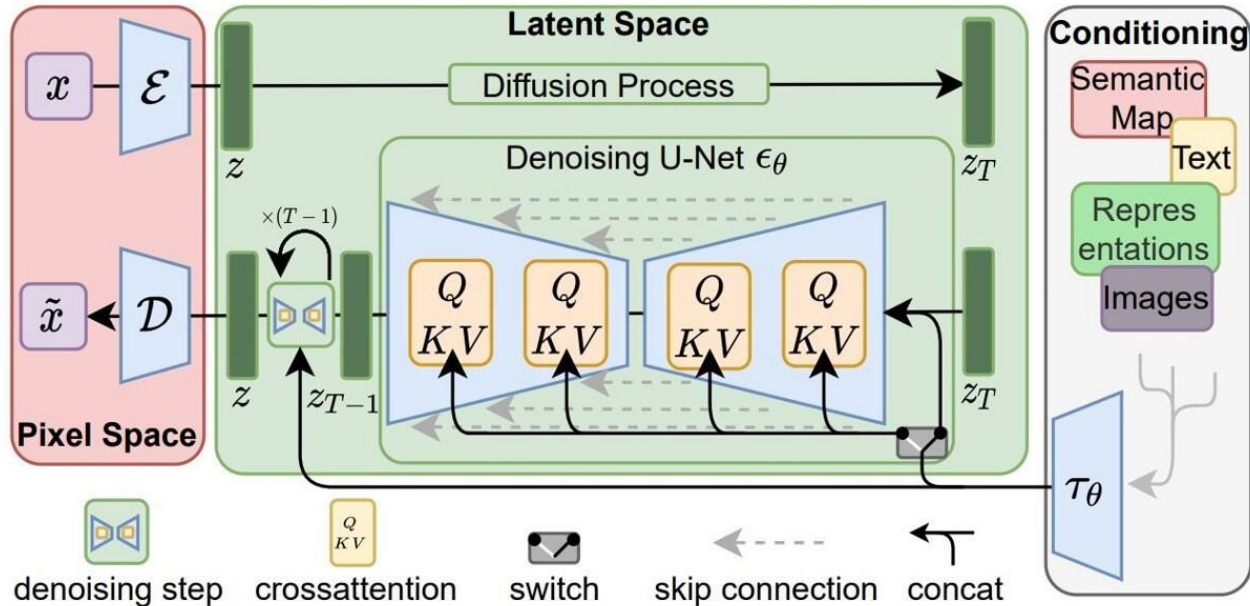 Latent Space
Conditioning
x
ℰ
Diffusion Process
Semantic
Map
z
Denoising U-Net ϵ_θ
z_T
Text
×(T − 1)
Repres
entations
Q
Q
Q
Q
K V
K V
K V
K V
Images
x̃
𝒟
z
z_{T−1}
z_T
Pixel Space
τ_θ
Q
K V
denoising step
crossattention
switch
skip connection
concat